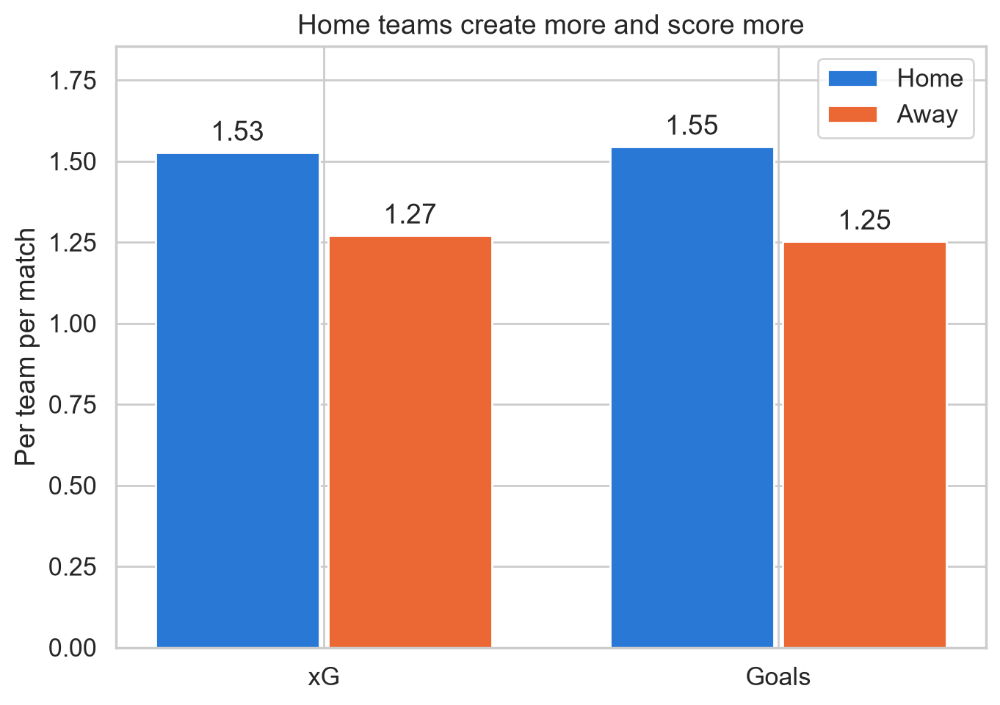 Home teams create more and score more
Home
Away
1.75
1.50
1.25
1.00
0.75
0.50
0.25
0.00
Per team per match
1.53
1.27
1.55
1.25
xG
Goals